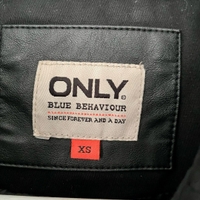 ONLY
BLUE BEHAVIOUR
SINCE FOREVER AND A DAY
XS